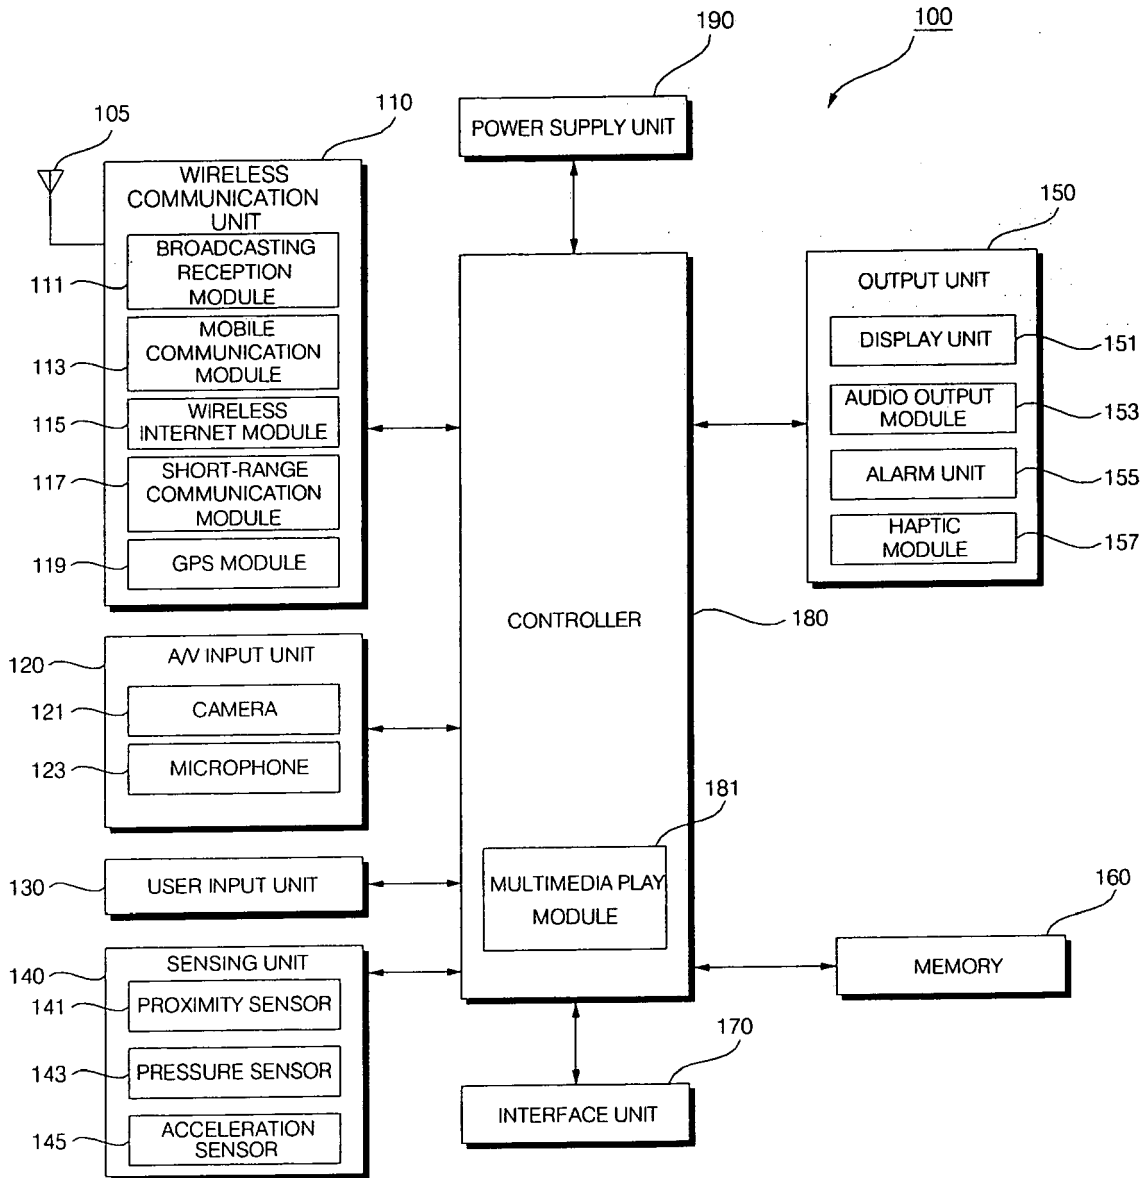 100
190
POWER SUPPLY UNIT
105
110
WIRELESS
COMMUNICATION
UNIT
111
BROADCASTING
RECEPTION
MODULE
113
MOBILE
COMMUNICATION
MODULE
115
WIRELESS
INTERNET MODULE
117
SHORT-RANGE
COMMUNICATION
MODULE
119
GPS MODULE
120
A/V INPUT UNIT
121
CAMERA
123
MICROPHONE
130
USER INPUT UNIT
140
SENSING UNIT
141
PROXIMITY SENSOR
143
PRESSURE SENSOR
145
ACCELERATION
SENSOR
CONTROLLER
180
181
MULTIMEDIA PLAY
MODULE
150
OUTPUT UNIT
DISPLAY UNIT
151
AUDIO OUTPUT
MODULE
153
ALARM UNIT
155
HAPTIC
MODULE
157
160
MEMORY
170
INTERFACE UNIT